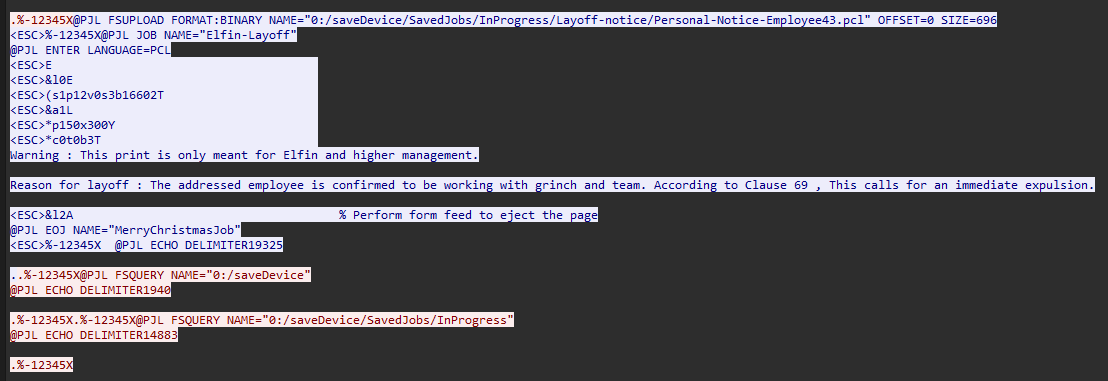 .%-12345X@PJL FSUPLOAD FORMAT:BINARY NAME="0:/saveDevice/SavedJobs/InProgress/Layoff-notice/Personal-Notice-Employee43.pcl" OFFSET=0 SIZE=696
<ESC>%-12345X@PJL JOB NAME="Elfin-Layoff"
@PJL ENTER LANGUAGE=PCL
<ESC>E
<ESC>&l0E
<ESC>(s1p12v0s3b16602T
<ESC>&a1L
<ESC>*p150x300Y
<ESC>*c0t0b3T
Warning : This print is only meant for Elfin and higher management.
Reason for layoff : The addressed employee is confirmed to be working with grinch and team. According to Clause 69 , This calls for an immediate expulsion.
<ESC>&l2A % Perform form feed to eject the page
@PJL EOJ NAME="MerryChristmasJob"
<ESC>%-12345X  @PJL ECHO DELIMITER19325
..%-12345X@PJL FSQUERY NAME="0:/saveDevice"
@PJL ECHO DELIMITER1940
.%-12345X.%-12345X@PJL FSQUERY NAME="0:/saveDevice/SavedJobs/InProgress"
@PJL ECHO DELIMITER14883
.%-12345X